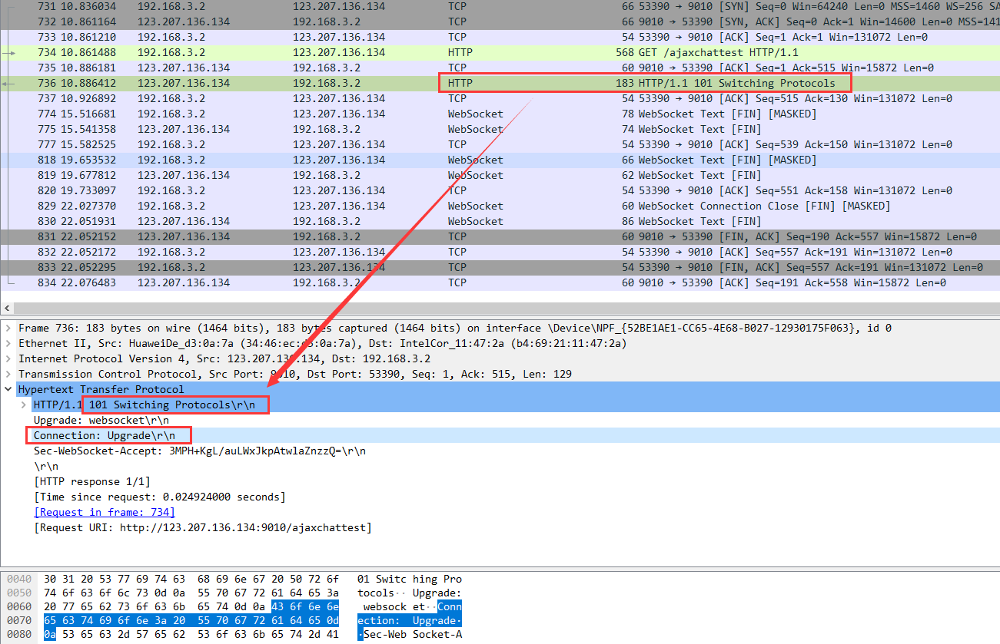 731 10.836034 192.168.3.2 123.207.136.134 TCP 66 53390 → 9010 [SYN] Seq=0 Win=64240 Len=0 MSS=1460 WS=256 SA
732 10.861164 123.207.136.134 192.168.3.2 TCP 66 9010 → 53390 [SYN, ACK] Seq=0 Ack=1 Win=14600 Len=0 MSS=141
733 10.861210 192.168.3.2 123.207.136.134 TCP 54 53390 → 9010 [ACK] Seq=1 Ack=1 Win=131072 Len=0
734 10.861488 192.168.3.2 123.207.136.134 HTTP 568 GET /ajaxchattest HTTP/1.1
735 10.886181 123.207.136.134 192.168.3.2 TCP 60 9010 → 53390 [ACK] Seq=1 Ack=515 Win=15872 Len=0
736 10.886412 123.207.136.134 192.168.3.2 HTTP 183 HTTP/1.1 101 Switching Protocols
737 10.926892 192.168.3.2 123.207.136.134 TCP 54 53390 → 9010 [ACK] Seq=515 Ack=130 Win=131072 Len=0
774 15.516681 192.168.3.2 123.207.136.134 WebSocket 78 WebSocket Text [FIN] [MASKED]
775 15.541358 123.207.136.134 192.168.3.2 WebSocket 74 WebSocket Text [FIN]
777 15.582525 192.168.3.2 123.207.136.134 TCP 54 53390 → 9010 [ACK] Seq=539 Ack=150 Win=131072 Len=0
818 19.653532 192.168.3.2 123.207.136.134 WebSocket 66 WebSocket Text [FIN] [MASKED]
819 19.677812 123.207.136.134 192.168.3.2 WebSocket 62 WebSocket Text [FIN]
820 19.733097 192.168.3.2 123.207.136.134 TCP 54 53390 → 9010 [ACK] Seq=551 Ack=158 Win=131072 Len=0
829 22.027370 192.168.3.2 123.207.136.134 WebSocket 60 WebSocket Connection Close [FIN] [MASKED]
830 22.051931 123.207.136.134 192.168.3.2 WebSocket 86 WebSocket Text [FIN]
831 22.052152 123.207.136.134 192.168.3.2 TCP 60 9010 → 53390 [FIN, ACK] Seq=190 Ack=557 Win=15872 Len=0
832 22.052172 192.168.3.2 123.207.136.134 TCP 54 53390 → 9010 [ACK] Seq=557 Ack=191 Win=131072 Len=0
833 22.052295 192.168.3.2 123.207.136.134 TCP 54 53390 → 9010 [FIN, ACK] Seq=557 Ack=191 Win=131072 Len=0
834 22.076483 123.207.136.134 192.168.3.2 TCP 60 9010 → 53390 [ACK] Seq=191 Ack=558 Win=15872 Len=0
Frame 736: 183 bytes on wire (1464 bits), 183 bytes captured (1464 bits) on interface \Device\NPF_{52BE1AE1-CC65-4E68-B027-12930175F063}, id 0
Ethernet II, Src: HuaweiDe_d3:0a:7a (34:46:ec:d3:0a:7a), Dst: IntelCor_11:47:2a (b4:69:21:11:47:2a)
Internet Protocol Version 4, Src: 123.207.136.134, Dst: 192.168.3.2
Transmission Control Protocol, Src Port: 9010, Dst Port: 53390, Seq: 1, Ack: 515, Len: 129
Hypertext Transfer Protocol
HTTP/1.1 101 Switching Protocols\r\n
Upgrade: websocket\r\n
Connection: Upgrade\r\n
Sec-WebSocket-Accept: 3MPH+KgL/auLWxJkpAtwlaZnzzQ=\r\n
\r\n
[HTTP response 1/1]
[Time since request: 0.024924000 seconds]
[Request in frame: 734]
[Request URI: http://123.207.136.134:9010/ajaxchattest]
0040 30 31 20 53 77 69 74 63 68 69 6e 67 20 50 72 6f 01 Switc hing Pro
0050 74 6f 63 6f 6c 73 0d 0a 55 70 67 72 61 64 65 3a tocols·· Upgrade:
0060 20 77 65 62 73 6f 63 6b 65 74 0d 0a 43 6f 6e 6e websock et··Conn
0070 65 63 74 69 6f 6e 3a 20 55 70 67 72 61 64 65 0d ection: Upgrade·
0080 0a 53 65 63 2d 57 65 62 53 6f 63 6b 65 74 2d 41 ·Sec-Web Socket-A